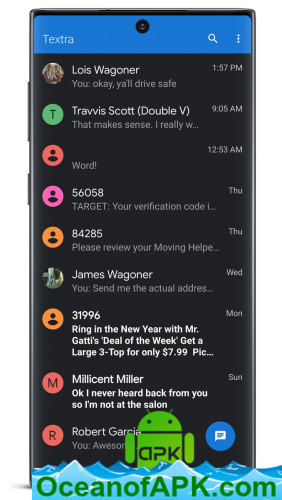 Textra
Lois Wagoner 1:57 PM
You: okay, ya'll drive safe
T Travvis Scott (Double V) 9:05 AM
That makes sense. I really w…
12:53 AM
Word!
56058 Thu
TARGET: Your verification code i…
84285 Thu
Please review your Moving Helpe…
James Wagoner Wed
You: Send me the actual addres…
31996 Mon
Ring in the New Year with Mr.
Gatti's 'Deal of the Week' Get a
Large 3-Top for only $7.99 Pic…
M Millicent Miller Sun
Ok I never heard back from you
so I'm not at the salon
R Robert Garcia
You: Awesom
APK
OceanofAPK.com